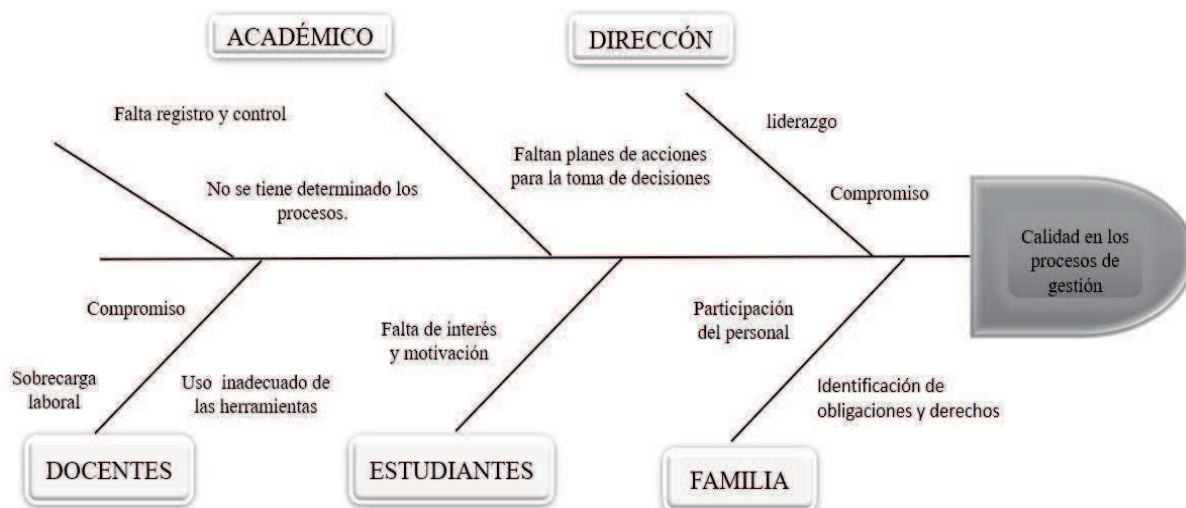 ACADÉMICO
DIRECCÓN
Falta registro y control
liderazgo
Faltan planes de acciones
para la toma de decisiones
No se tiene determinado los
procesos.
Compromiso
Calidad en los
procesos de
gestión
Compromiso
Falta de interés
y motivación
Participación
del personal
Sobrecarga
laboral
Uso inadecuado de
las herramientas
Identificación de
obligaciones y derechos
DOCENTES
ESTUDIANTES
FAMILIA